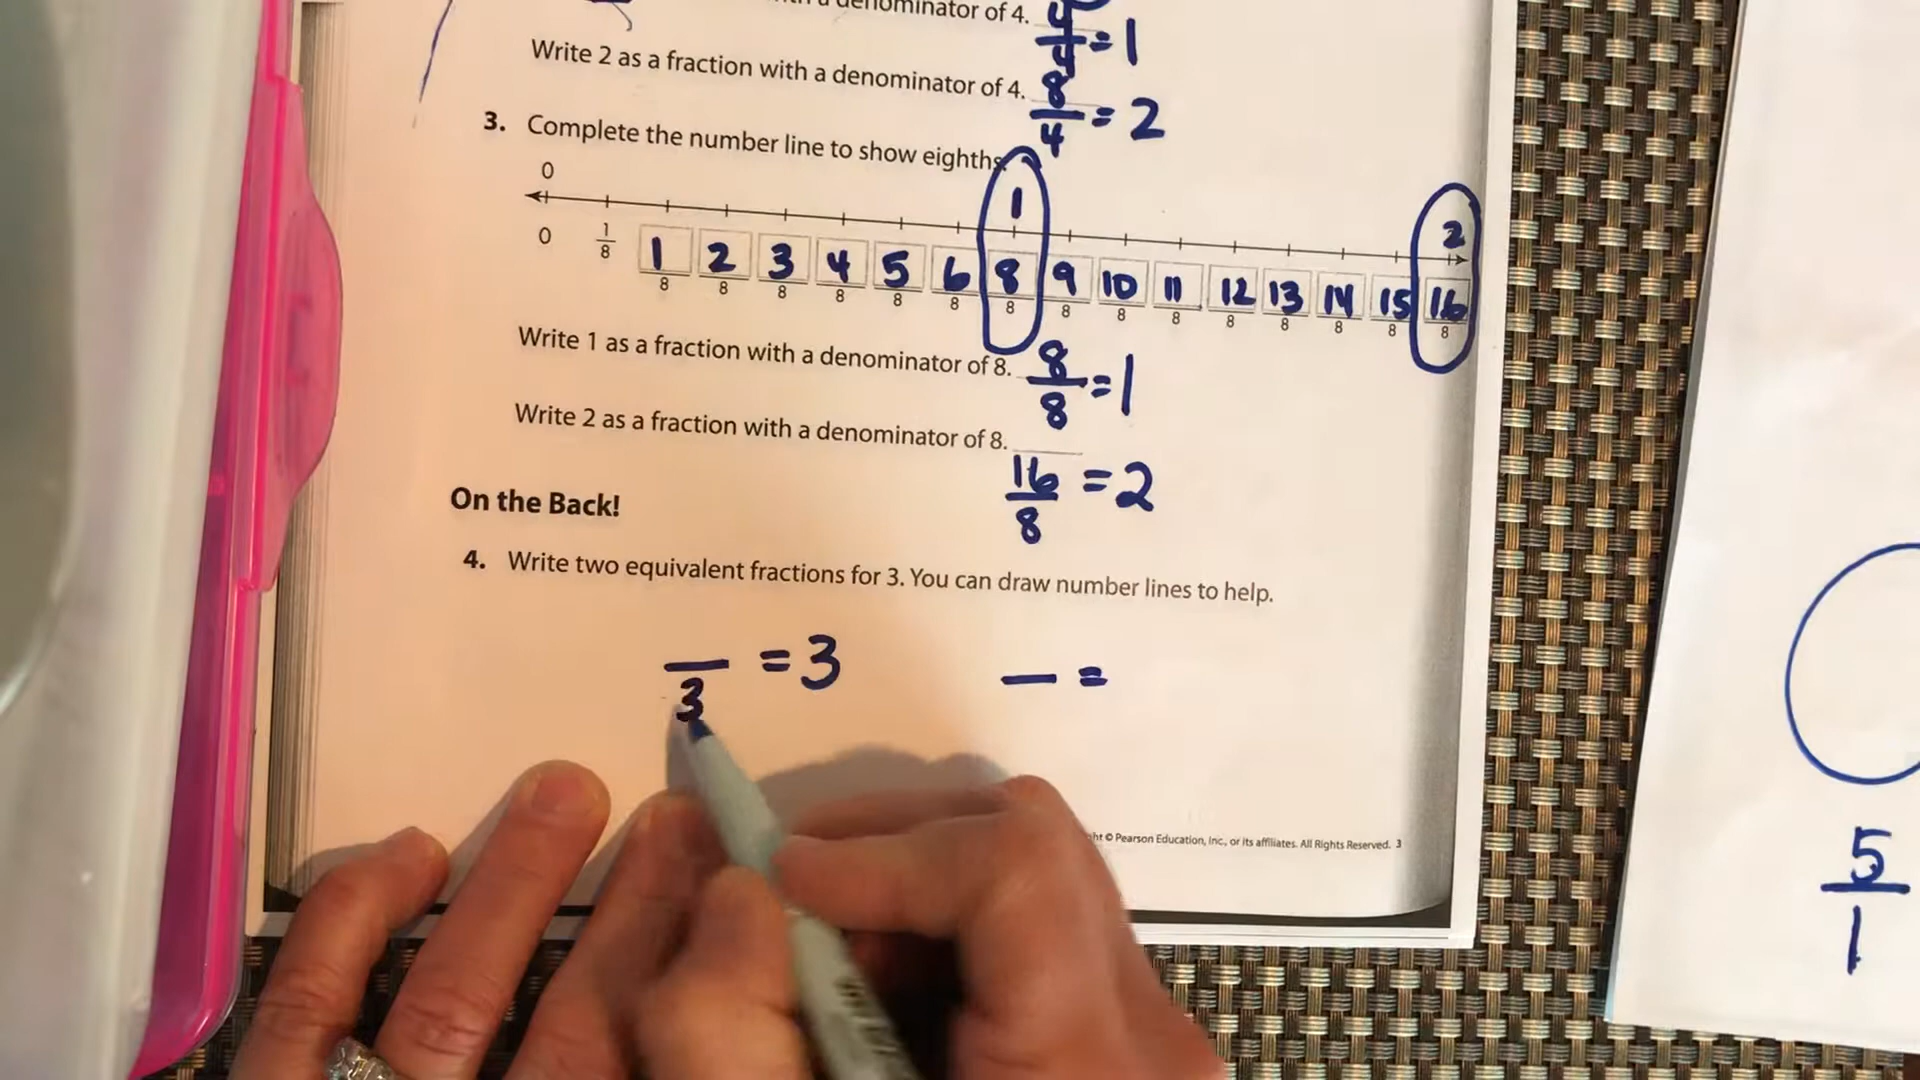 denominator of 4. 4/4 = 1
Write 2 as a fraction with a denominator of 4. 8/4 = 2
3. Complete the number line to show eighths
0 1 2
0 1/8 1/8 2/8 3/8 4/8 5/8 6/8 8/8 9/8 10/8 11/8 12/8 13/8 14/8 15/8 16/8
Write 1 as a fraction with a denominator of 8. 8/8 = 1
Write 2 as a fraction with a denominator of 8. 16/8 = 2
On the Back!
4. Write two equivalent fractions for 3. You can draw number lines to help.
—/3 = 3 — =
© Pearson Education, Inc., or its affiliates. All Rights Reserved. 3
5/1